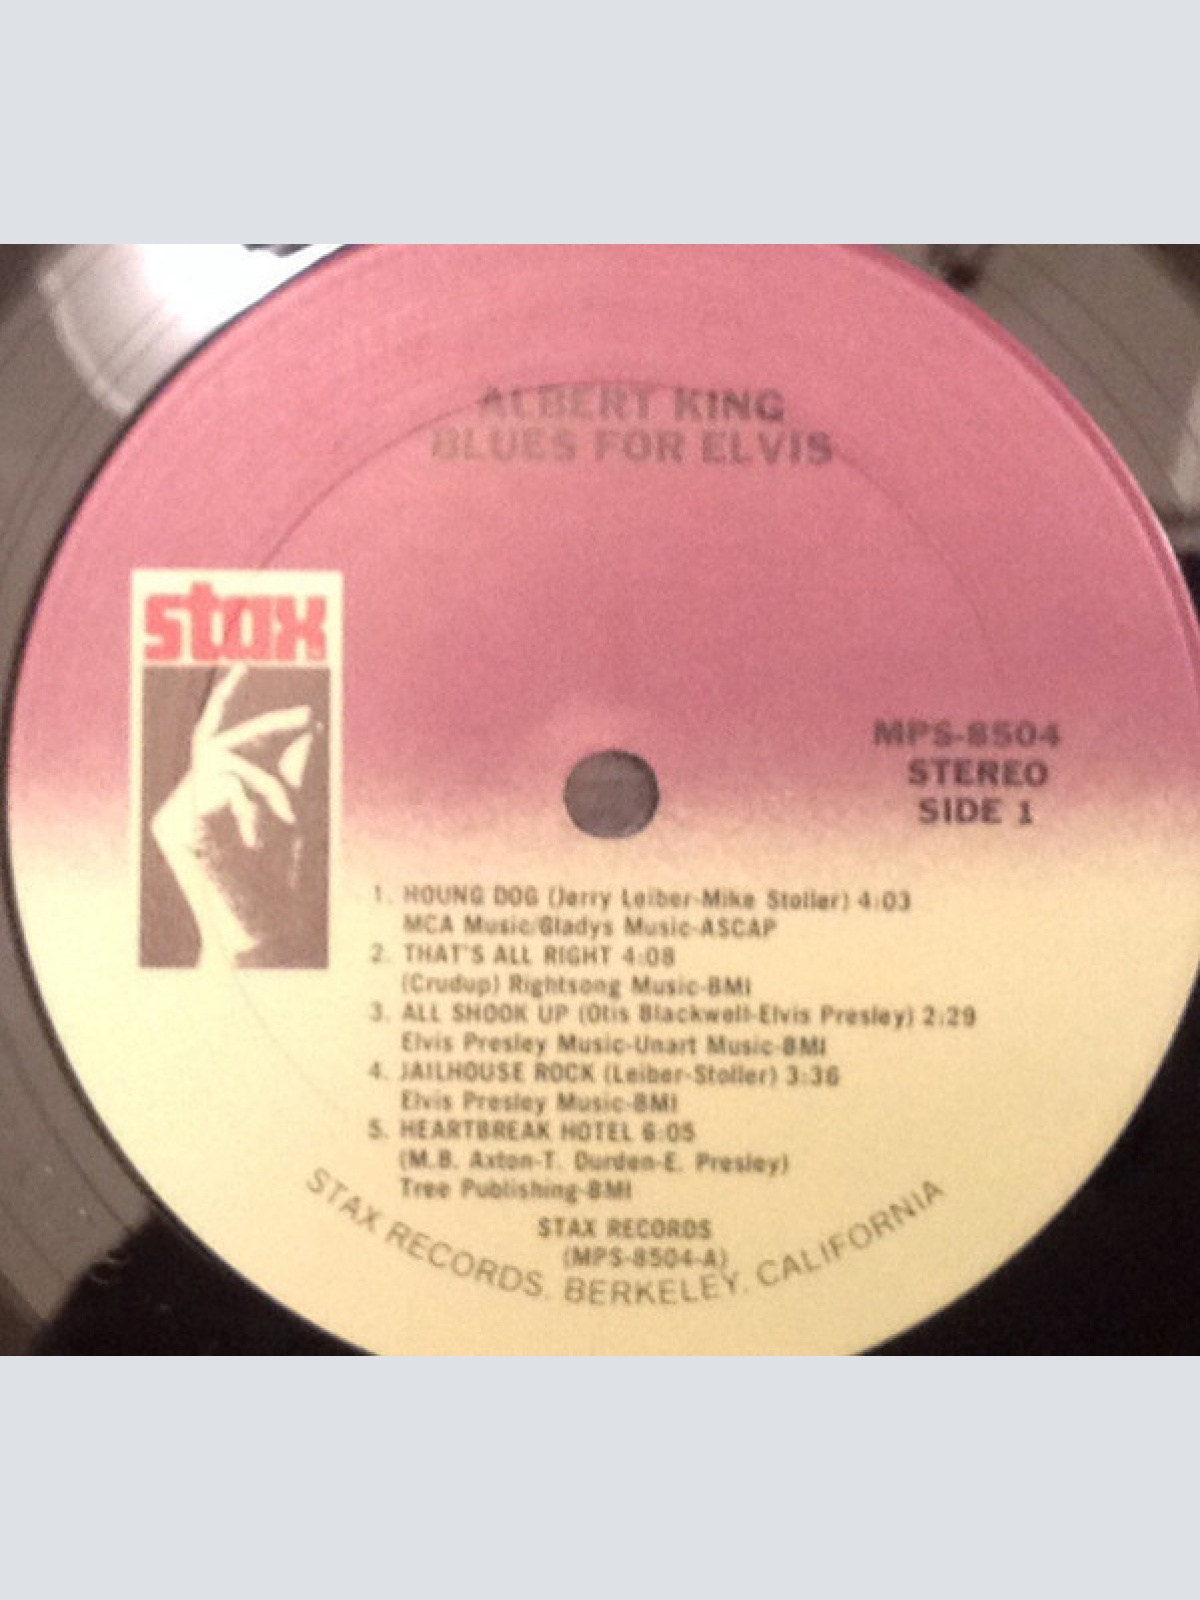 ALBERT KING
BLUES FOR ELVIS
stax
MPS-8504
STEREO
SIDE 1
1. HOUNG DOG (Jerry Leiber-Mike Stoller) 4:03
MCA Music/Gladys Music-ASCAP
2. THAT'S ALL RIGHT 4:08
(Crudup) Rightsong Music-BMI
3. ALL SHOOK UP (Otis Blackwell-Elvis Presley) 2:29
Elvis Presley Music-Unart Music-BMI
4. JAILHOUSE ROCK (Leiber-Stoller) 3:36
Elvis Presley Music-BMI
5. HEARTBREAK HOTEL 6:05
(M.B. Axton-T. Durden-E. Presley)
Tree Publishing-BMI
STAX RECORDS
(MPS-8504-A)
STAX RECORDS, BERKELEY, CALIFORNIA